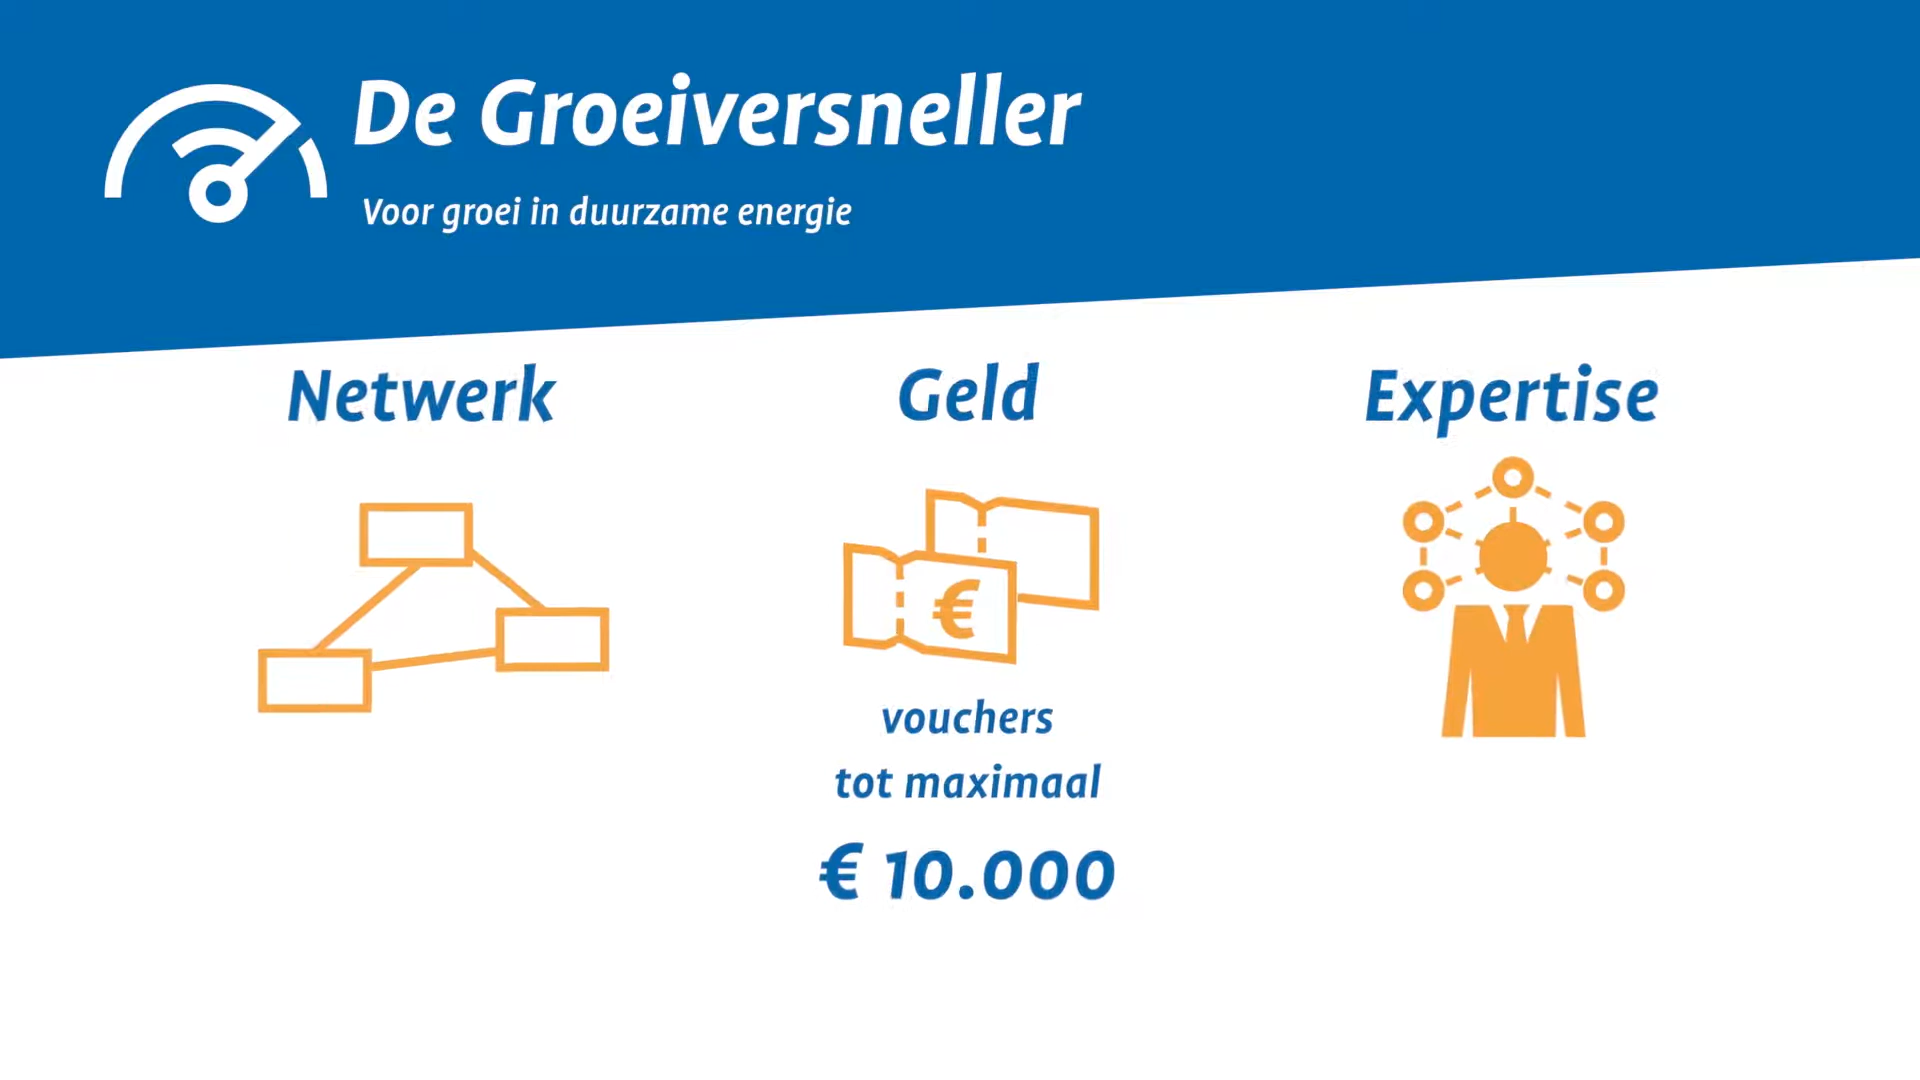 De Groeiversneller
Voor groei in duurzame energie
Netwerk
Geld
Expertise
€
vouchers
tot maximaal
€ 10.000